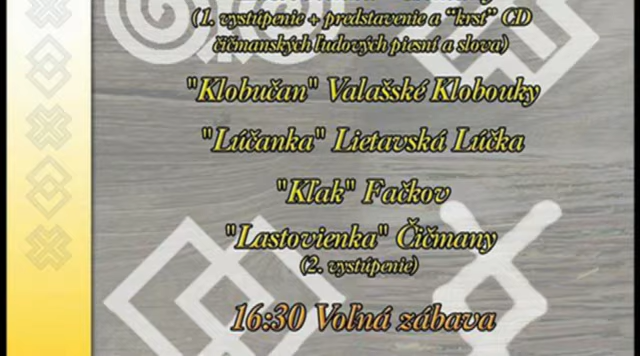 (1. vystúpenie + predstavenie a "krst" CD
čičmanských ľudových piesní a slova)
"Klobučan" Valašské Klobouky
"Lúčanka" Lietavská Lúčka
"Kľak" Fačkov
"Lastovienka" Čičmany
(2. vystúpenie)
16:30 Voľná zábava